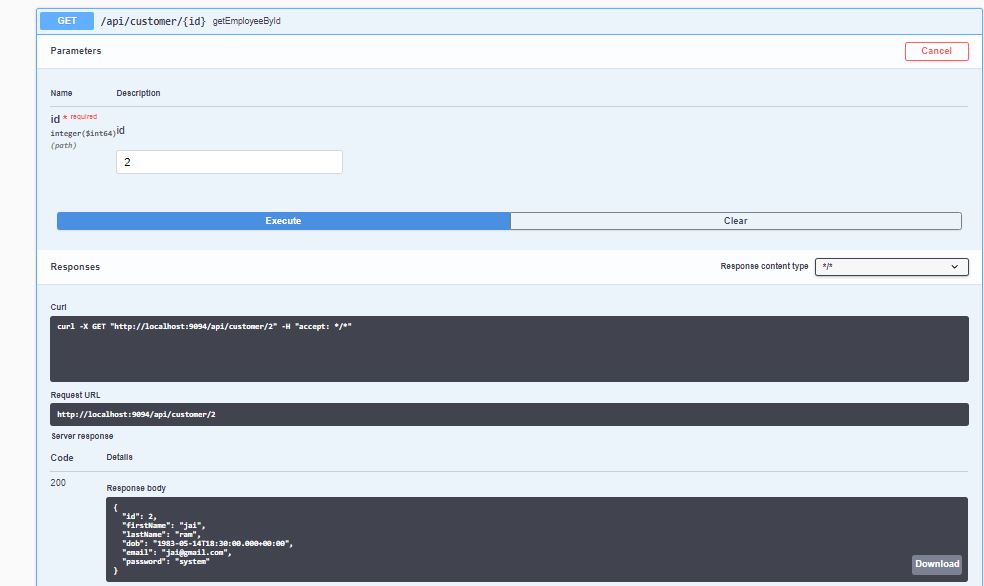 GET /api/customer/{id} getEmployeeById
Parameters
Cancel
Name Description
id * required
integer($int64)
(path)
id
2
Execute
Clear
Responses
Response content type */*
Curl
curl -X GET "http://localhost:9094/api/customer/2" -H "accept: */*"
Request URL
http://localhost:9094/api/customer/2
Server response
Code Details
200
Response body
{
  "id": 2,
  "firstName": "jai",
  "lastName": "ram",
  "dob": "1983-05-14T18:30:00.000+00:00",
  "email": "jai@gmail.com",
  "password": "system"
}
Download